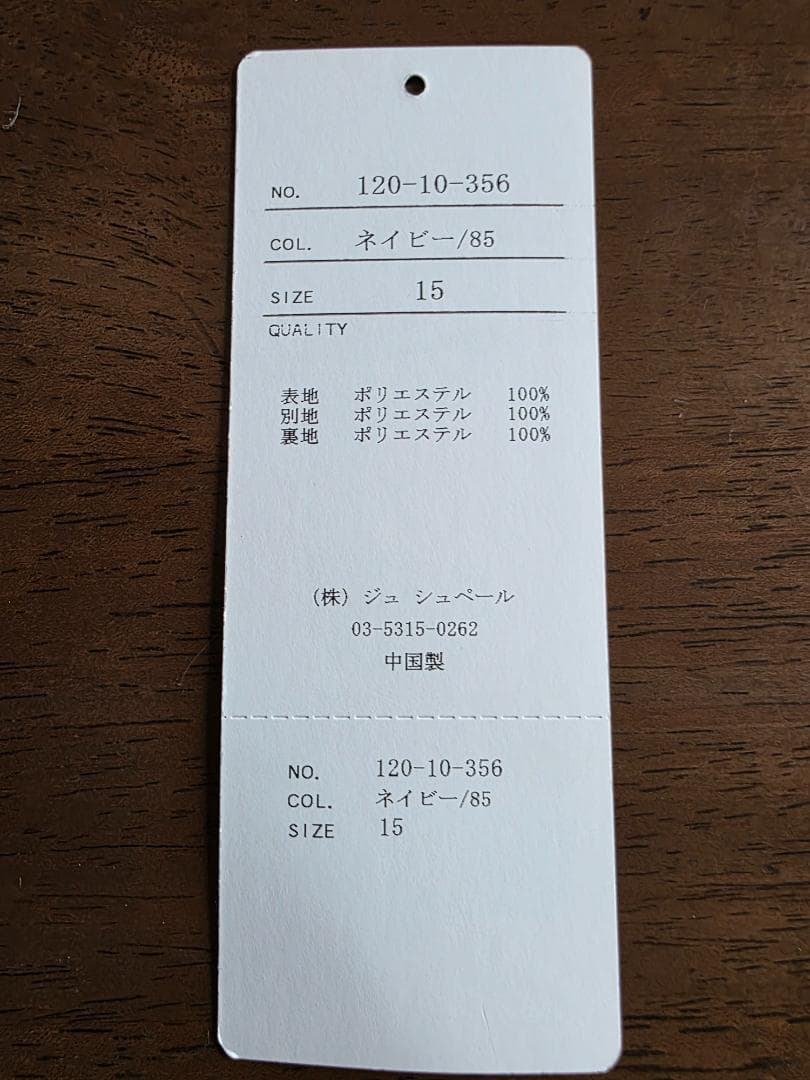 NO. 120-10-356
COL. ネイビー/85
SIZE 15
QUALITY
表地 ポリエステル 100%
別地 ポリエステル 100%
裏地 ポリエステル 100%
(株) ジュ シュペール
03-5315-0262
中国製
NO. 120-10-356
COL. ネイビー/85
SIZE 15